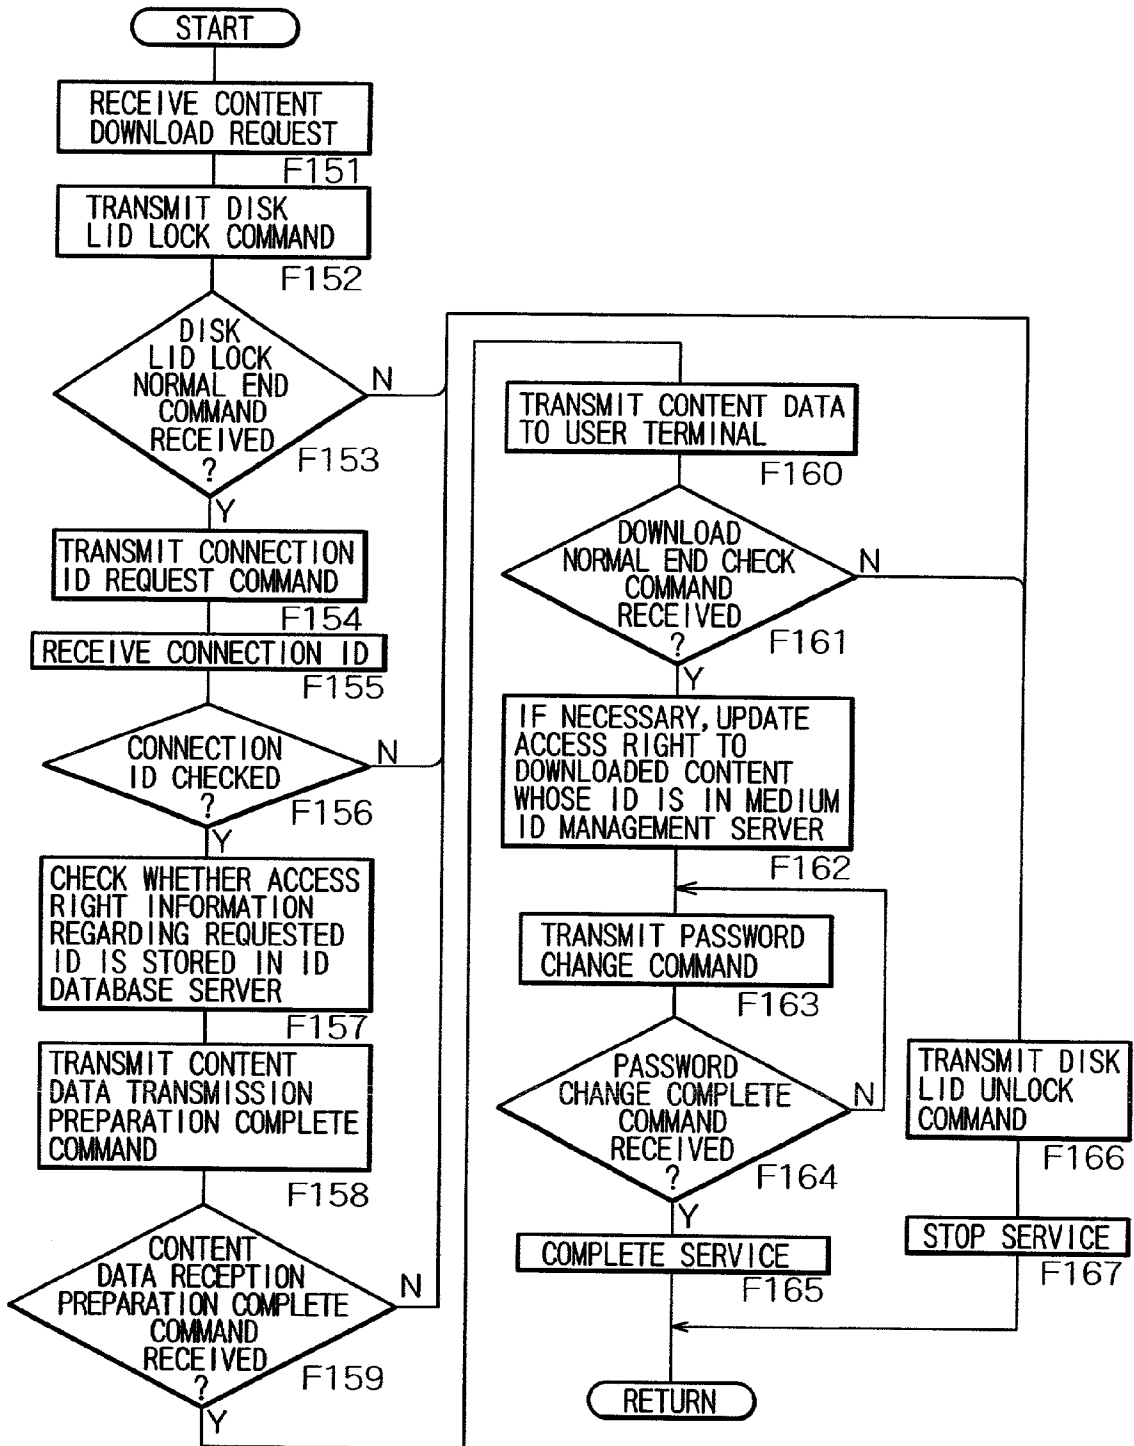 START
RECEIVE CONTENT
DOWNLOAD REQUEST
F151
TRANSMIT DISK
LID LOCK COMMAND
F152
DISK
LID LOCK
NORMAL END
COMMAND
RECEIVED
?
N
F153
Y
TRANSMIT CONNECTION
ID REQUEST COMMAND
F154
RECEIVE CONNECTION ID
F155
CONNECTION
ID CHECKED
?
N
F156
Y
CHECK WHETHER ACCESS
RIGHT INFORMATION
REGARDING REQUESTED
ID IS STORED IN ID
DATABASE SERVER
F157
TRANSMIT CONTENT
DATA TRANSMISSION
PREPARATION COMPLETE
COMMAND
F158
CONTENT
DATA RECEPTION
PREPARATION COMPLETE
COMMAND
RECEIVED
?
N
F159
Y
TRANSMIT CONTENT DATA
TO USER TERMINAL
F160
DOWNLOAD
NORMAL END CHECK
COMMAND
RECEIVED
?
N
F161
Y
IF NECESSARY, UPDATE
ACCESS RIGHT TO
DOWNLOADED CONTENT
WHOSE ID IS IN MEDIUM
ID MANAGEMENT SERVER
F162
TRANSMIT PASSWORD
CHANGE COMMAND
F163
PASSWORD
CHANGE COMPLETE
COMMAND
RECEIVED
?
N
F164
Y
COMPLETE SERVICE
F165
TRANSMIT DISK
LID UNLOCK
COMMAND
F166
STOP SERVICE
F167
RETURN